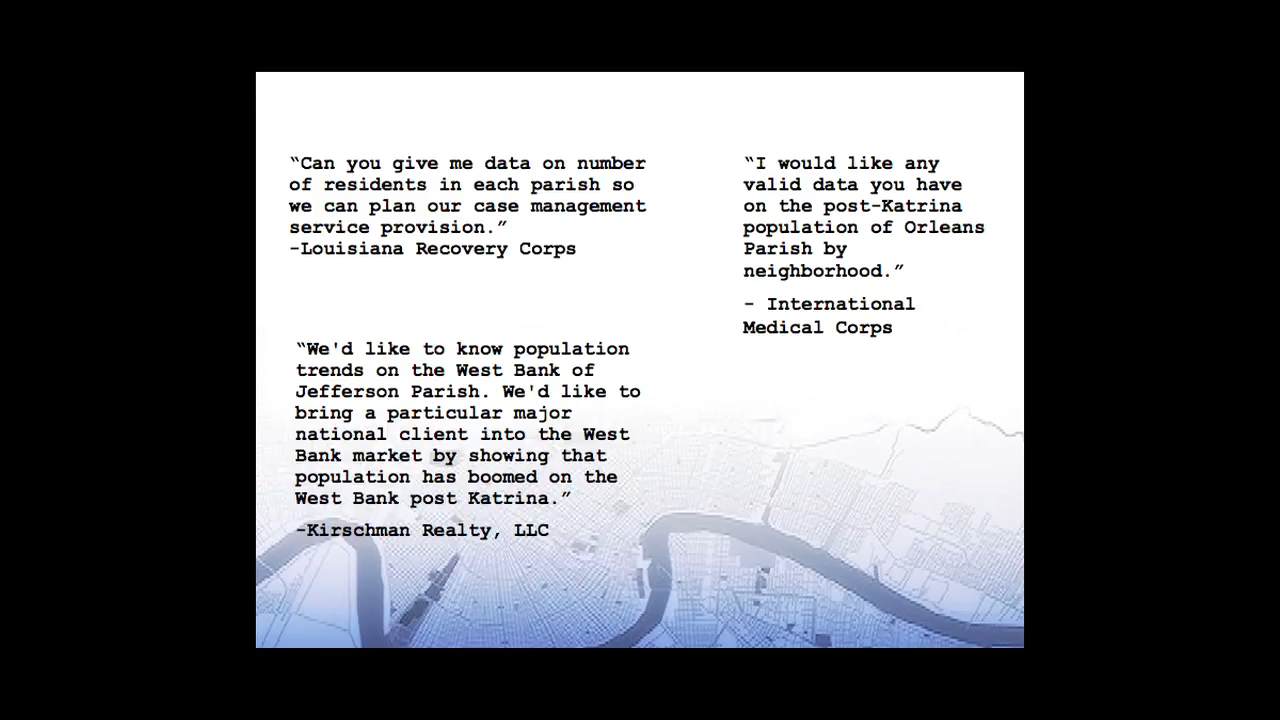 “Can you give me data on number
of residents in each parish so
we can plan our case management
service provision.”
-Louisiana Recovery Corps
“I would like any
valid data you have
on the post-Katrina
population of Orleans
Parish by
neighborhood.”
- International
Medical Corps
“We'd like to know population
trends on the West Bank of
Jefferson Parish. We'd like to
bring a particular major
national client into the West
Bank market by showing that
population has boomed on the
West Bank post Katrina.”
-Kirschman Realty, LLC